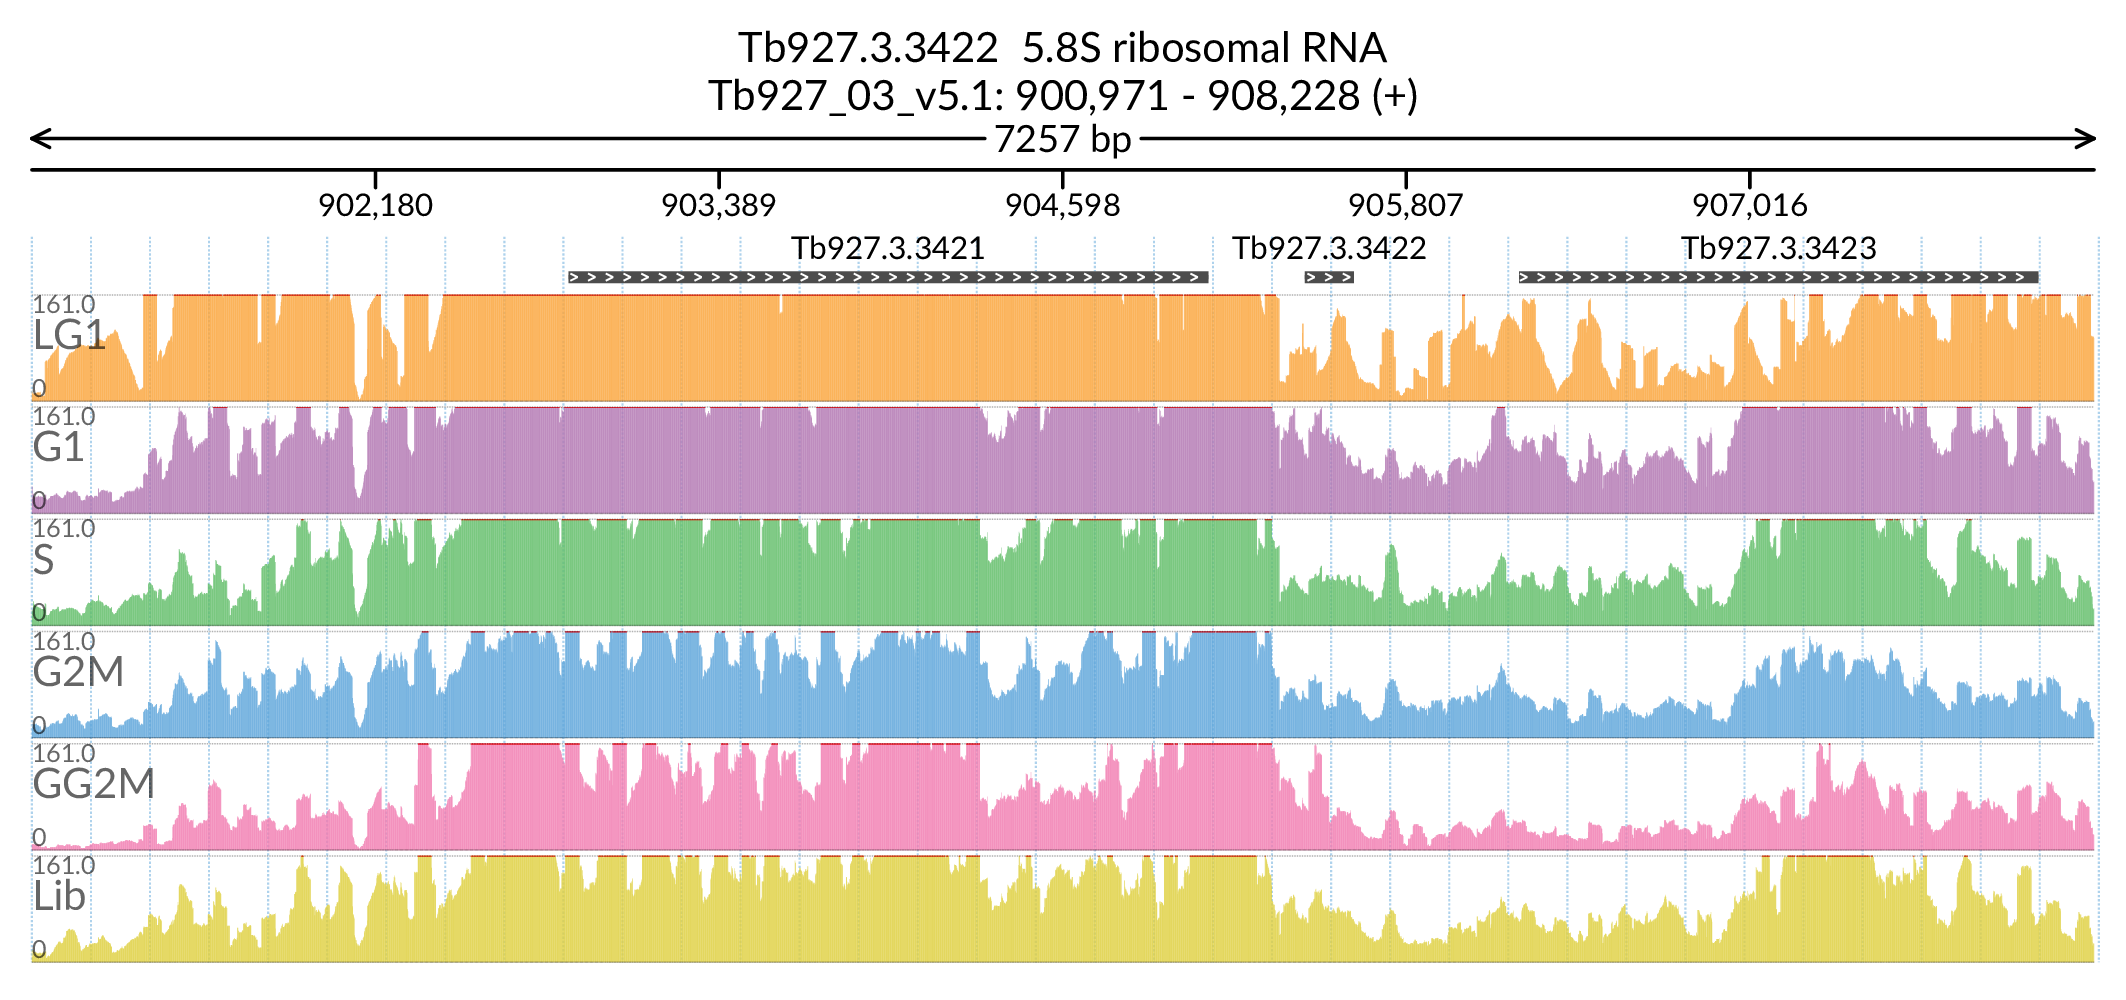 Tb927.3.3422  5.8S ribosomal RNA
Tb927_03_v5.1: 900,971 - 908,228 (+)
7257 bp
902,180 903,389 904,598 905,807 907,016
Tb927.3.3421 Tb927.3.3422 Tb927.3.3423
161.0
LG1
0
161.0
G1
0
161.0
S
0
161.0
G2M
0
161.0
GG2M
0
161.0
Lib
0